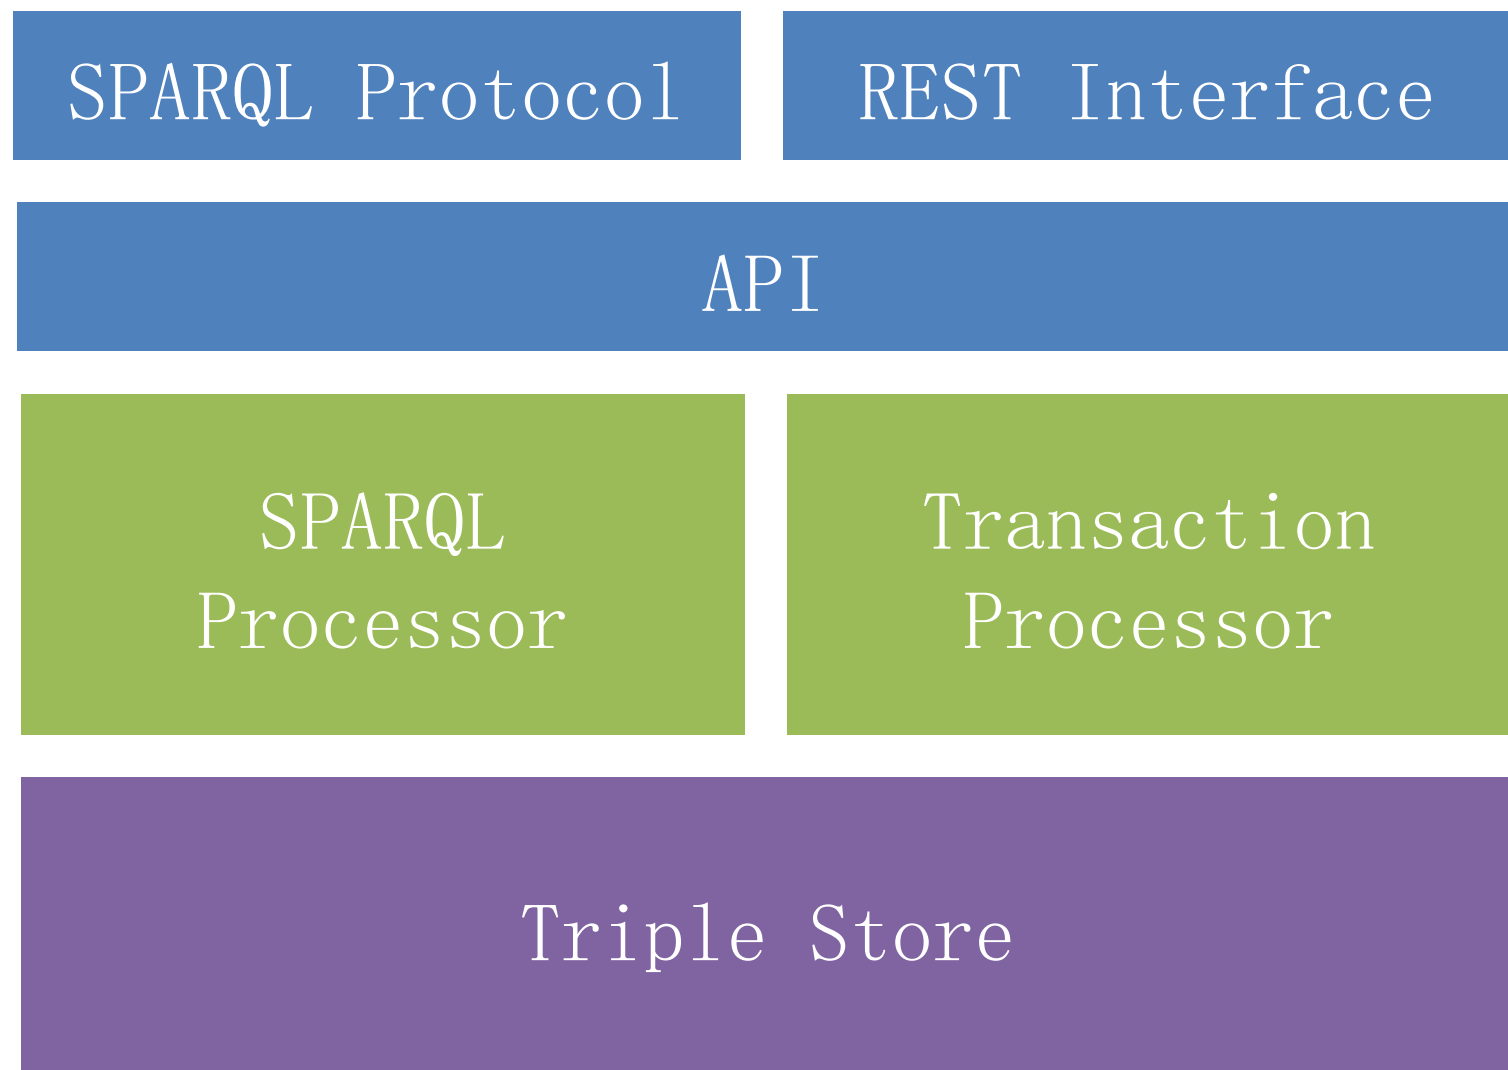 SPARQL Protocol
REST Interface
API
SPARQL
Processor
Transaction
Processor
Triple Store